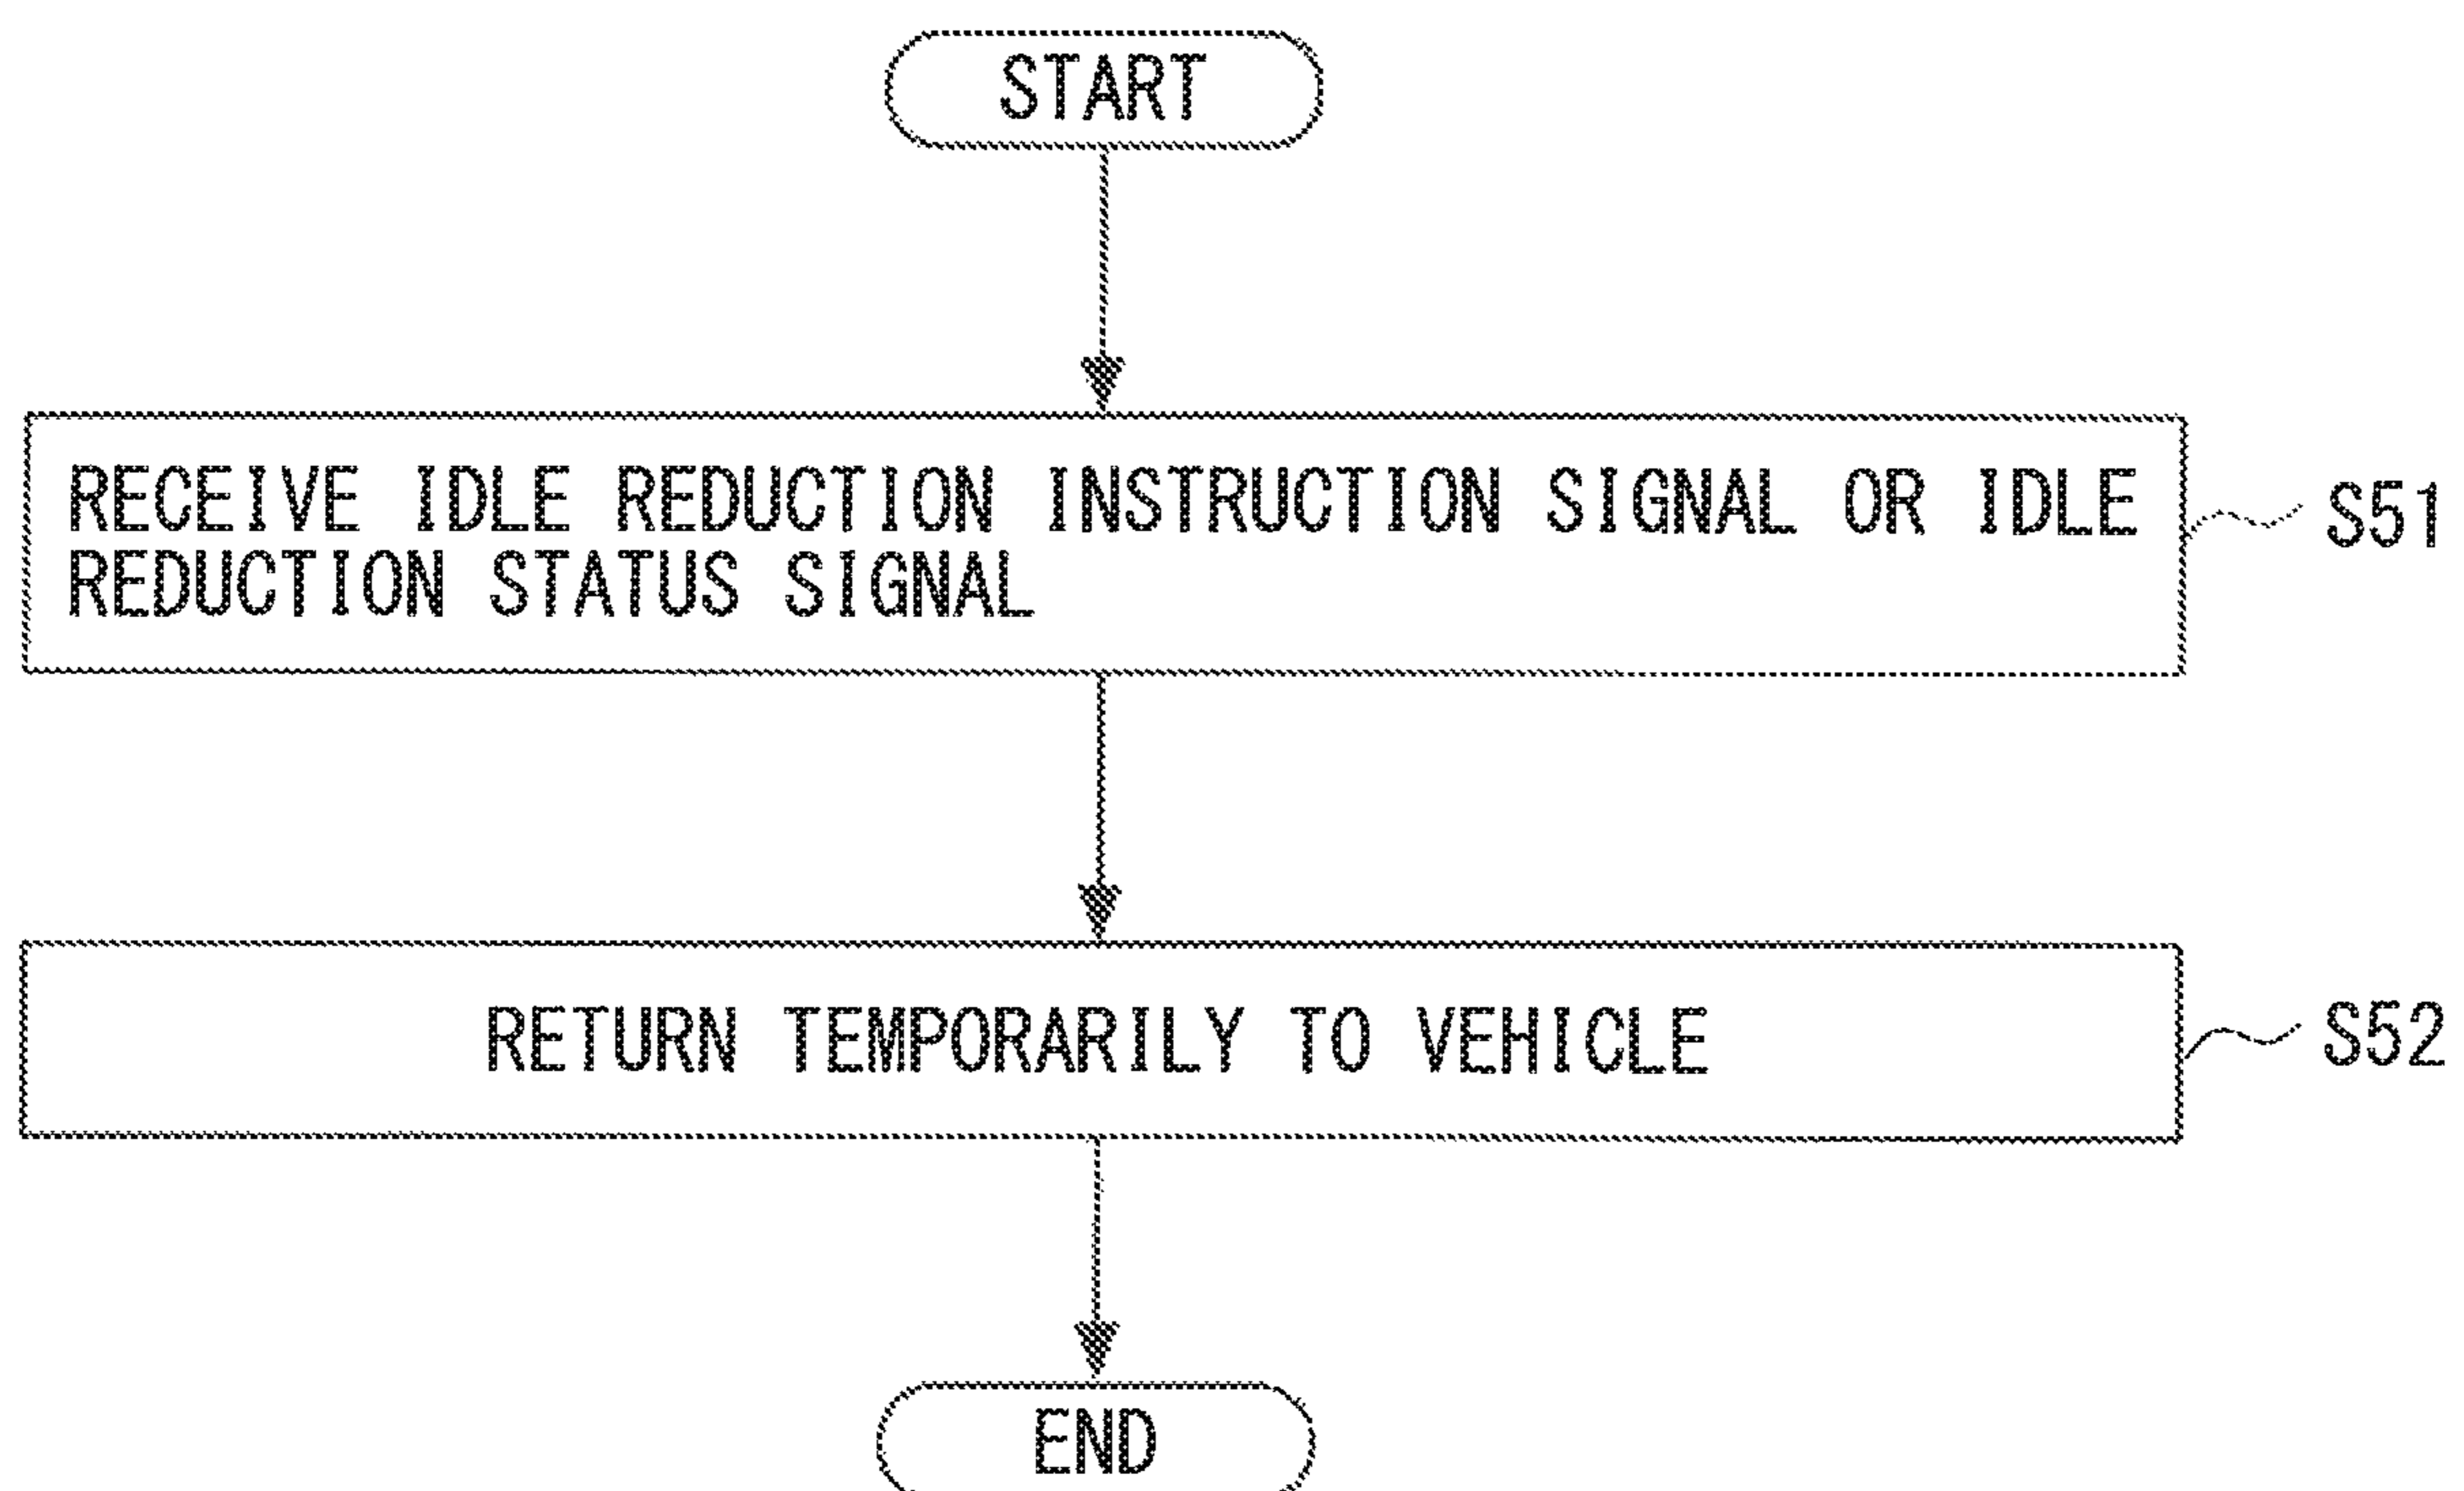 START
RECEIVE IDLE REDUCTION INSTRUCTION SIGNAL OR IDLE
REDUCTION STATUS SIGNAL
S51
RETURN TEMPORARILY TO VEHICLE
S52
END